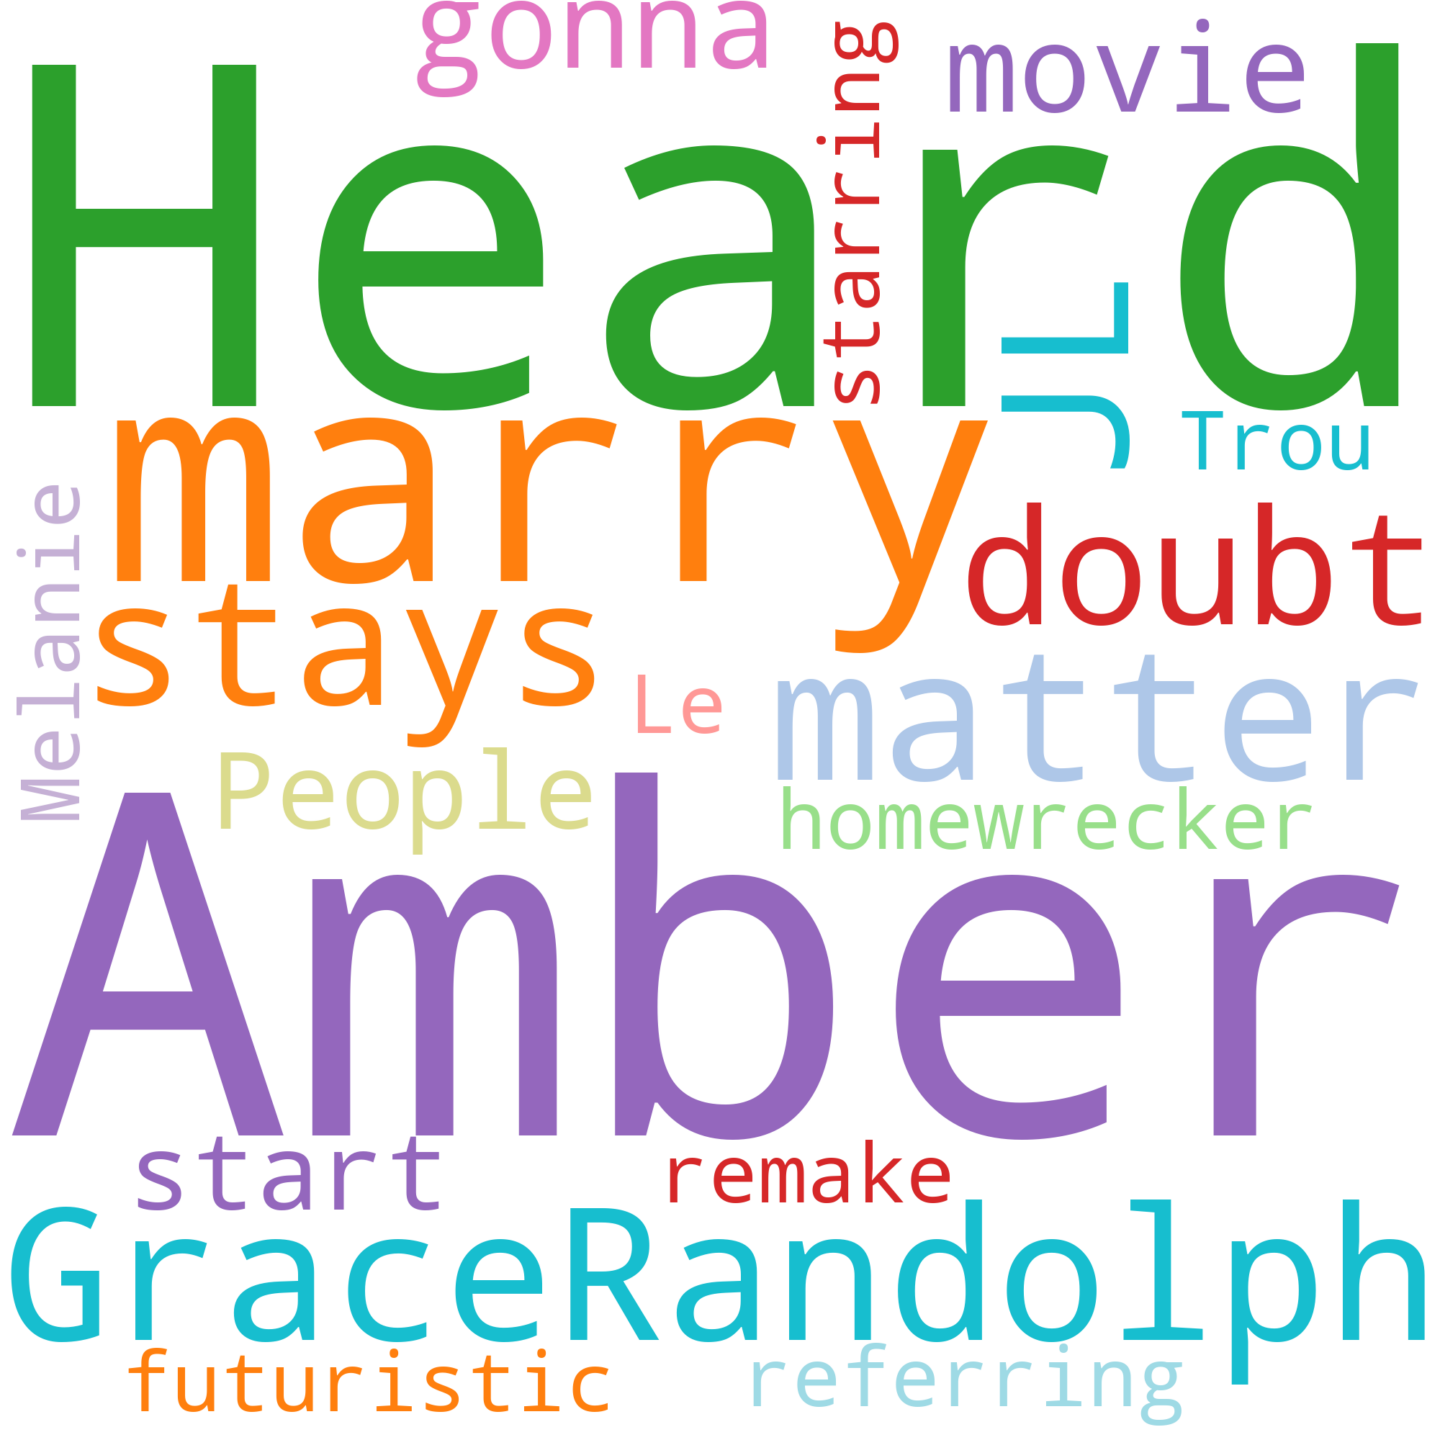 gonna
movie
starring
Heard
JL
marry
Trou
Melanie
doubt
stays
Le
matter
People
homewrecker
Amber
start
remake
GraceRandolph
futuristic
referring